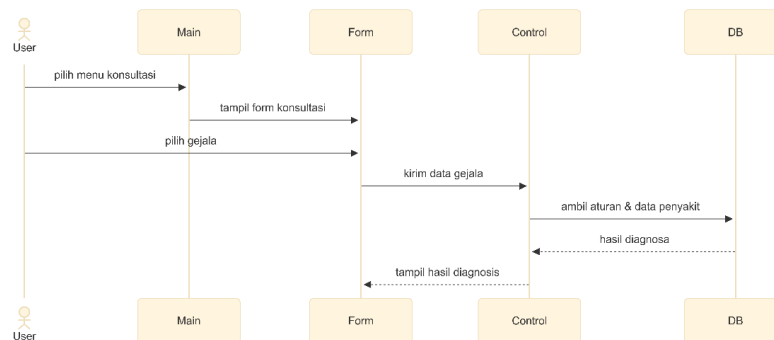 User
Main
Form
Control
DB
pilih menu konsultasi
tampil form konsultasi
pilih gejala
kirim data gejala
ambil aturan & data penyakit
hasil diagnosa
tampil hasil diagnosis
User
Main
Form
Control
DB